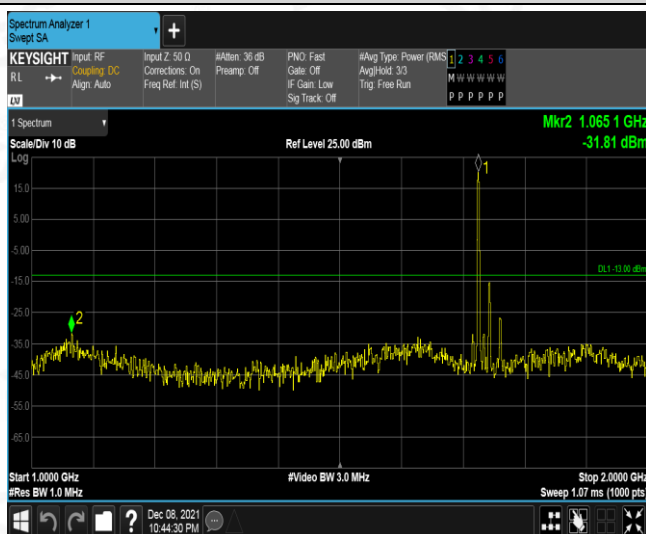 Spectrum Analyzer 1
Swept SA
+
KEYSIGHT
RL
LXI
Input: RF
Coupling: DC
Align: Auto
Input Z: 50 Ω
Corrections: On
Freq Ref: Int (S)
#Atten: 36 dB
Preamp: Off
PNO: Fast
Gate: Off
IF Gain: Low
Sig Track: Off
#Avg Type: Power (RMS
Avg|Hold: 3/3
Trig: Free Run
1 2 3 4 5 6
M W W W W W
P P P P P P
1 Spectrum
Mkr2 1.065 1 GHz
Scale/Div 10 dB
Ref Level 25.00 dBm
-31.81 dBm
Log
1
15.0
5.00
-5.00
DL1 -13.00 dBm
-15.0
-25.0
2
-35.0
-45.0
-55.0
-65.0
Start 1.0000 GHz
#Video BW 3.0 MHz
Stop 2.0000 GHz
#Res BW 1.0 MHz
Sweep 1.07 ms (1000 pts)
?
Dec 08, 2021
10:44:30 PM